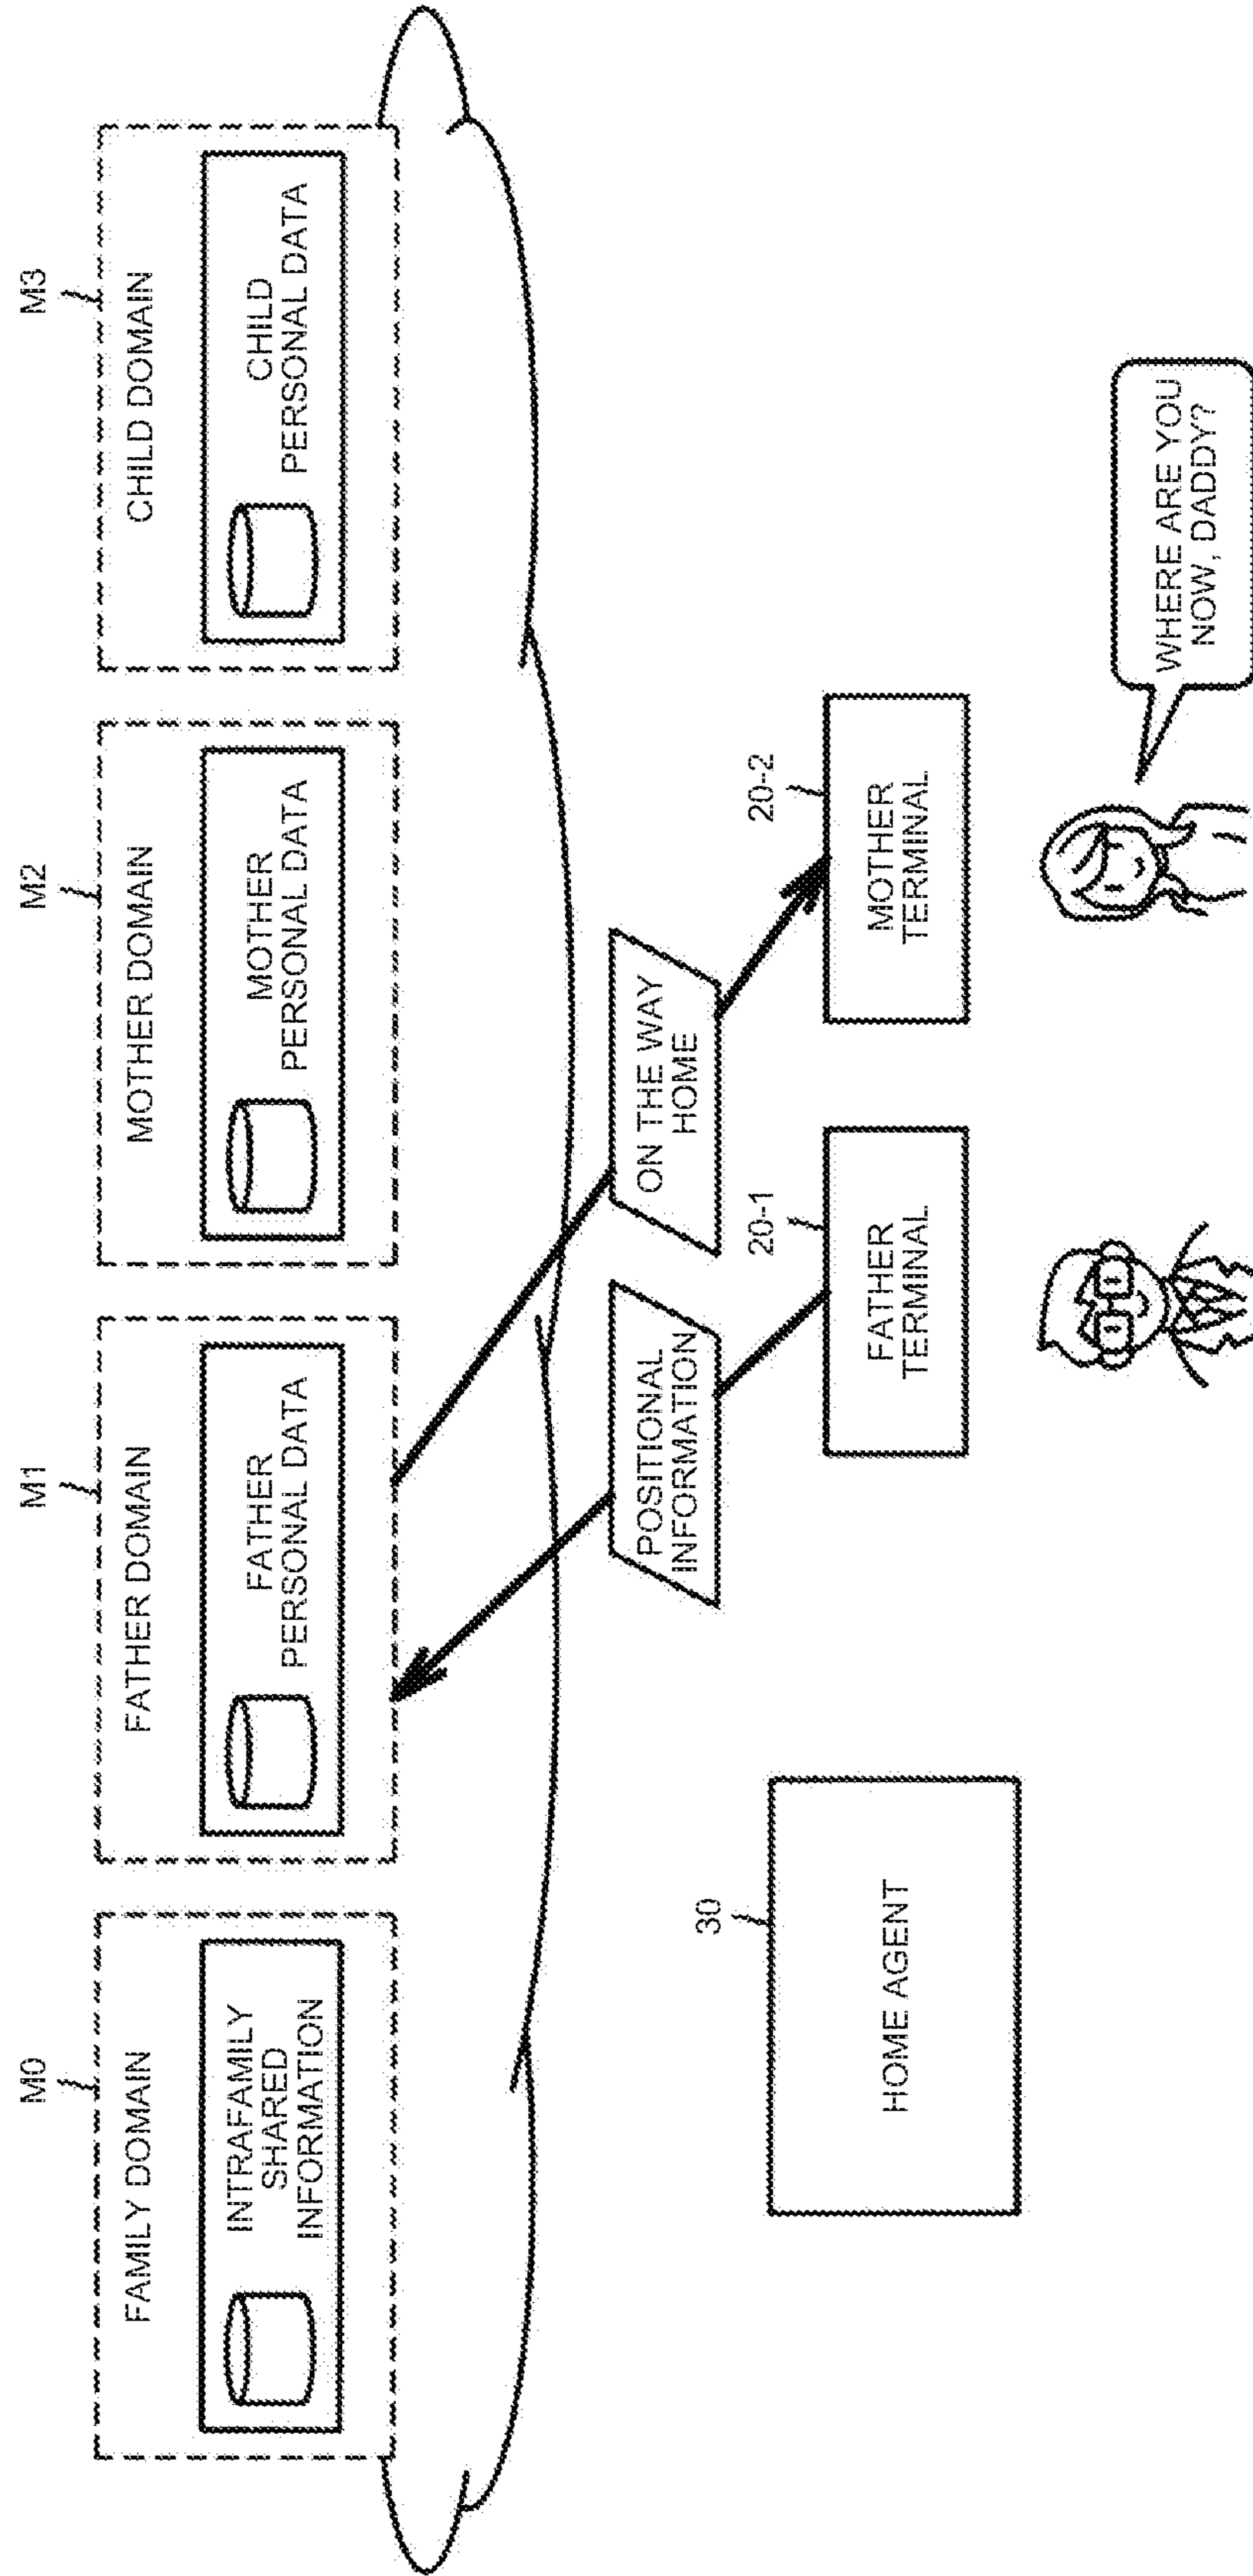 M0
FAMILY DOMAIN
INTRAFAMILY
SHARED
INFORMATION
M1
FATHER DOMAIN
FATHER
PERSONAL DATA
M2
MOTHER DOMAIN
MOTHER
PERSONAL DATA
M3
CHILD DOMAIN
CHILD
PERSONAL DATA
POSITIONAL
INFORMATION
ON THE WAY
HOME
30
HOME AGENT
20-1
FATHER
TERMINAL
20-2
MOTHER
TERMINAL
WHERE ARE YOU
NOW, DADDY?